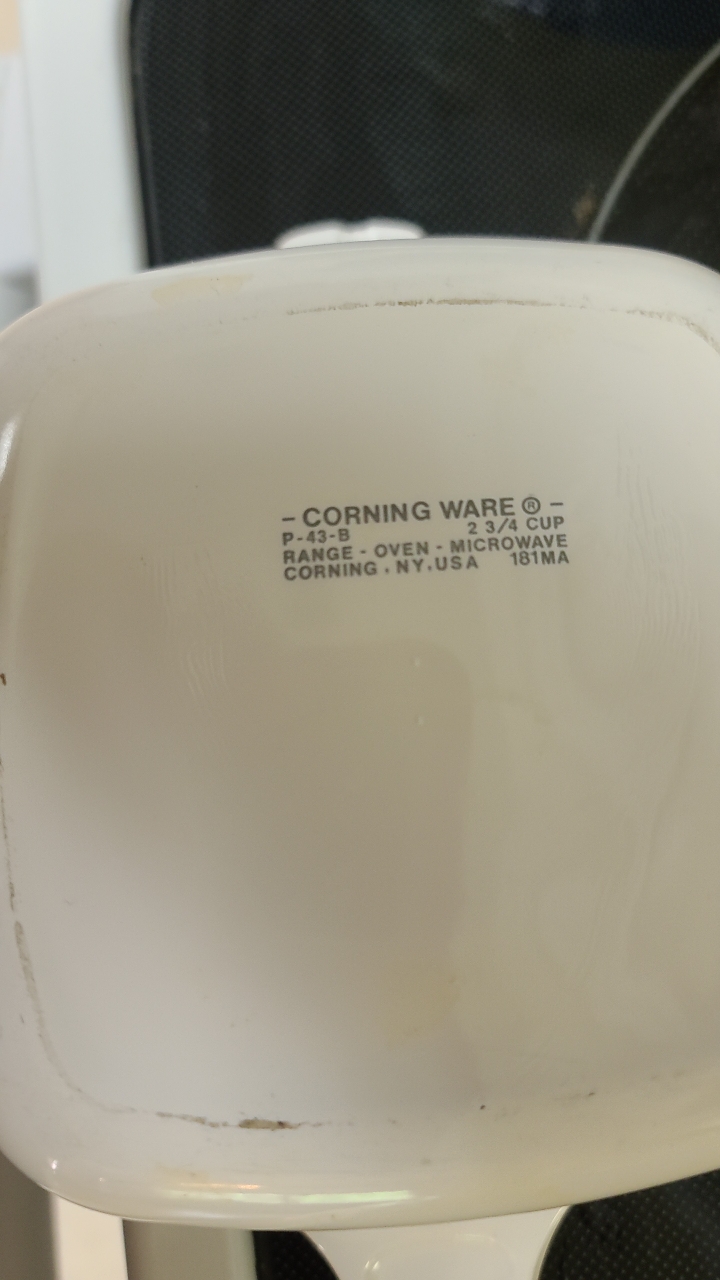 - CORNING WARE ® -
P-43-B 2 3/4 CUP
RANGE - OVEN - MICROWAVE
CORNING . NY. USA 181MA